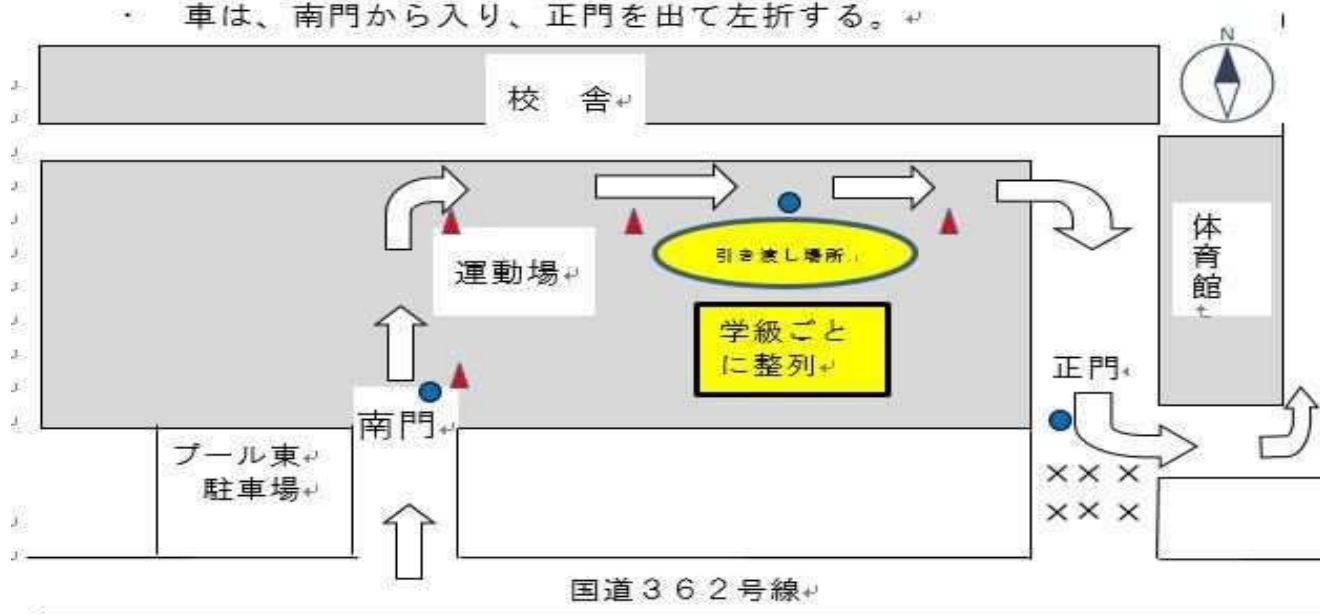 ・ 車は、南門から入り、正門を出て左折する。
N
校 舎
体育館
運動場
引き渡し場所
学級ごと
に整列
正門
南門
プール東
駐車場
×× ×
×× ×
国道３６２号線